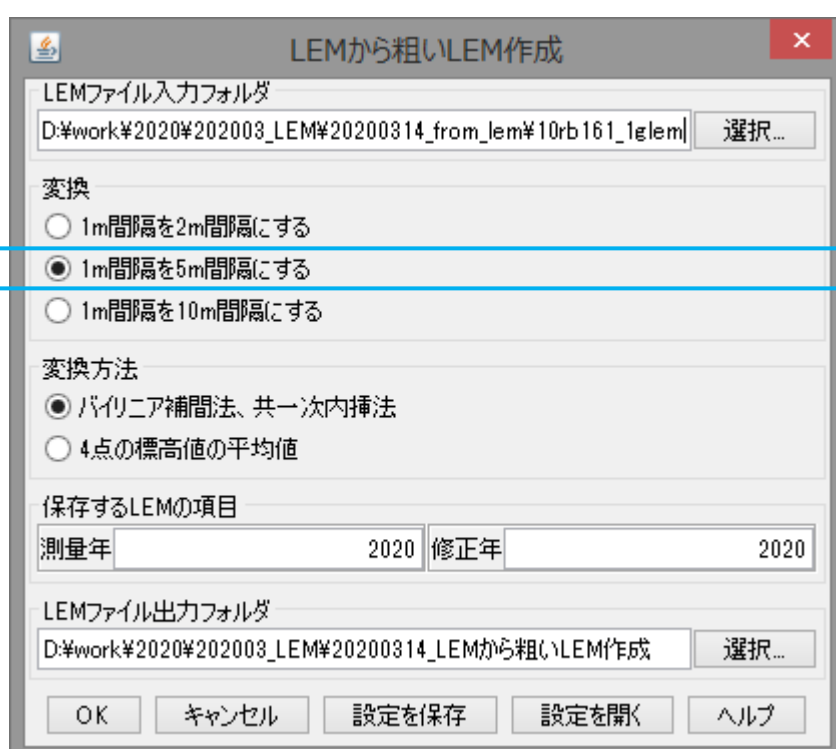 LEMから粗いLEM作成
LEMファイル入力フォルダ
D:¥work¥2020¥202003_LEM¥20200314_from_lem¥10rb161_1glem 選択...
変換
1m間隔を2m間隔にする
1m間隔を5m間隔にする
1m間隔を10m間隔にする
変換方法
バイリニア補間法、共一次内挿法
4点の標高値の平均値
保存するLEMの項目
測量年 2020 修正年 2020
LEMファイル出力フォルダ
D:¥work¥2020¥202003_LEM¥20200314_LEMから粗いLEM作成 選択...
OK キャンセル 設定を保存 設定を開く ヘルプ